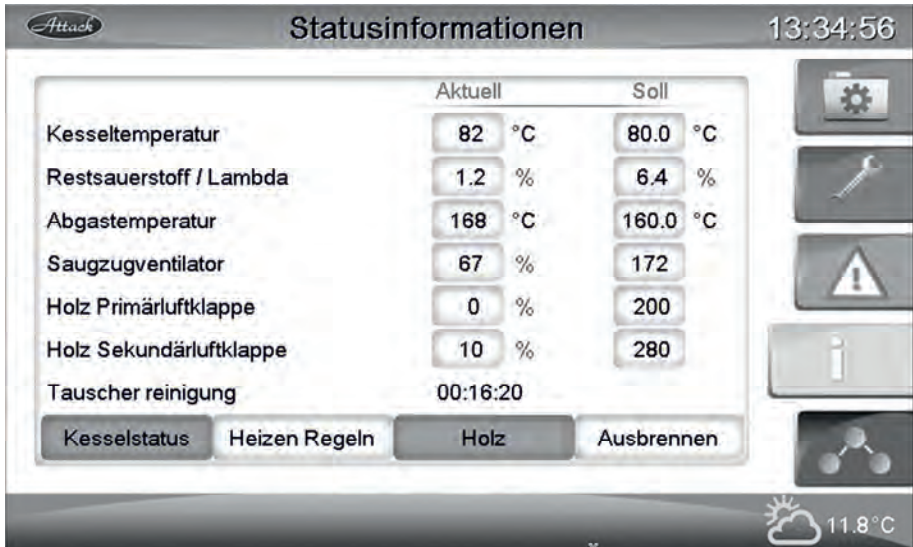 Attack Statusinformationen 13:34:56
Aktuell Soll
Kesseltemperatur 82 °C 80.0 °C
Restsauerstoff / Lambda 1.2 % 6.4 %
Abgastemperatur 168 °C 160.0 °C
Saugzugventilator 67 % 172
Holz Primärluftklappe 0 % 200
Holz Sekundärluftklappe 10 % 280
Tauscher reinigung 00:16:20
Kesselstatus Heizen Regeln Holz Ausbrennen
11.8°C